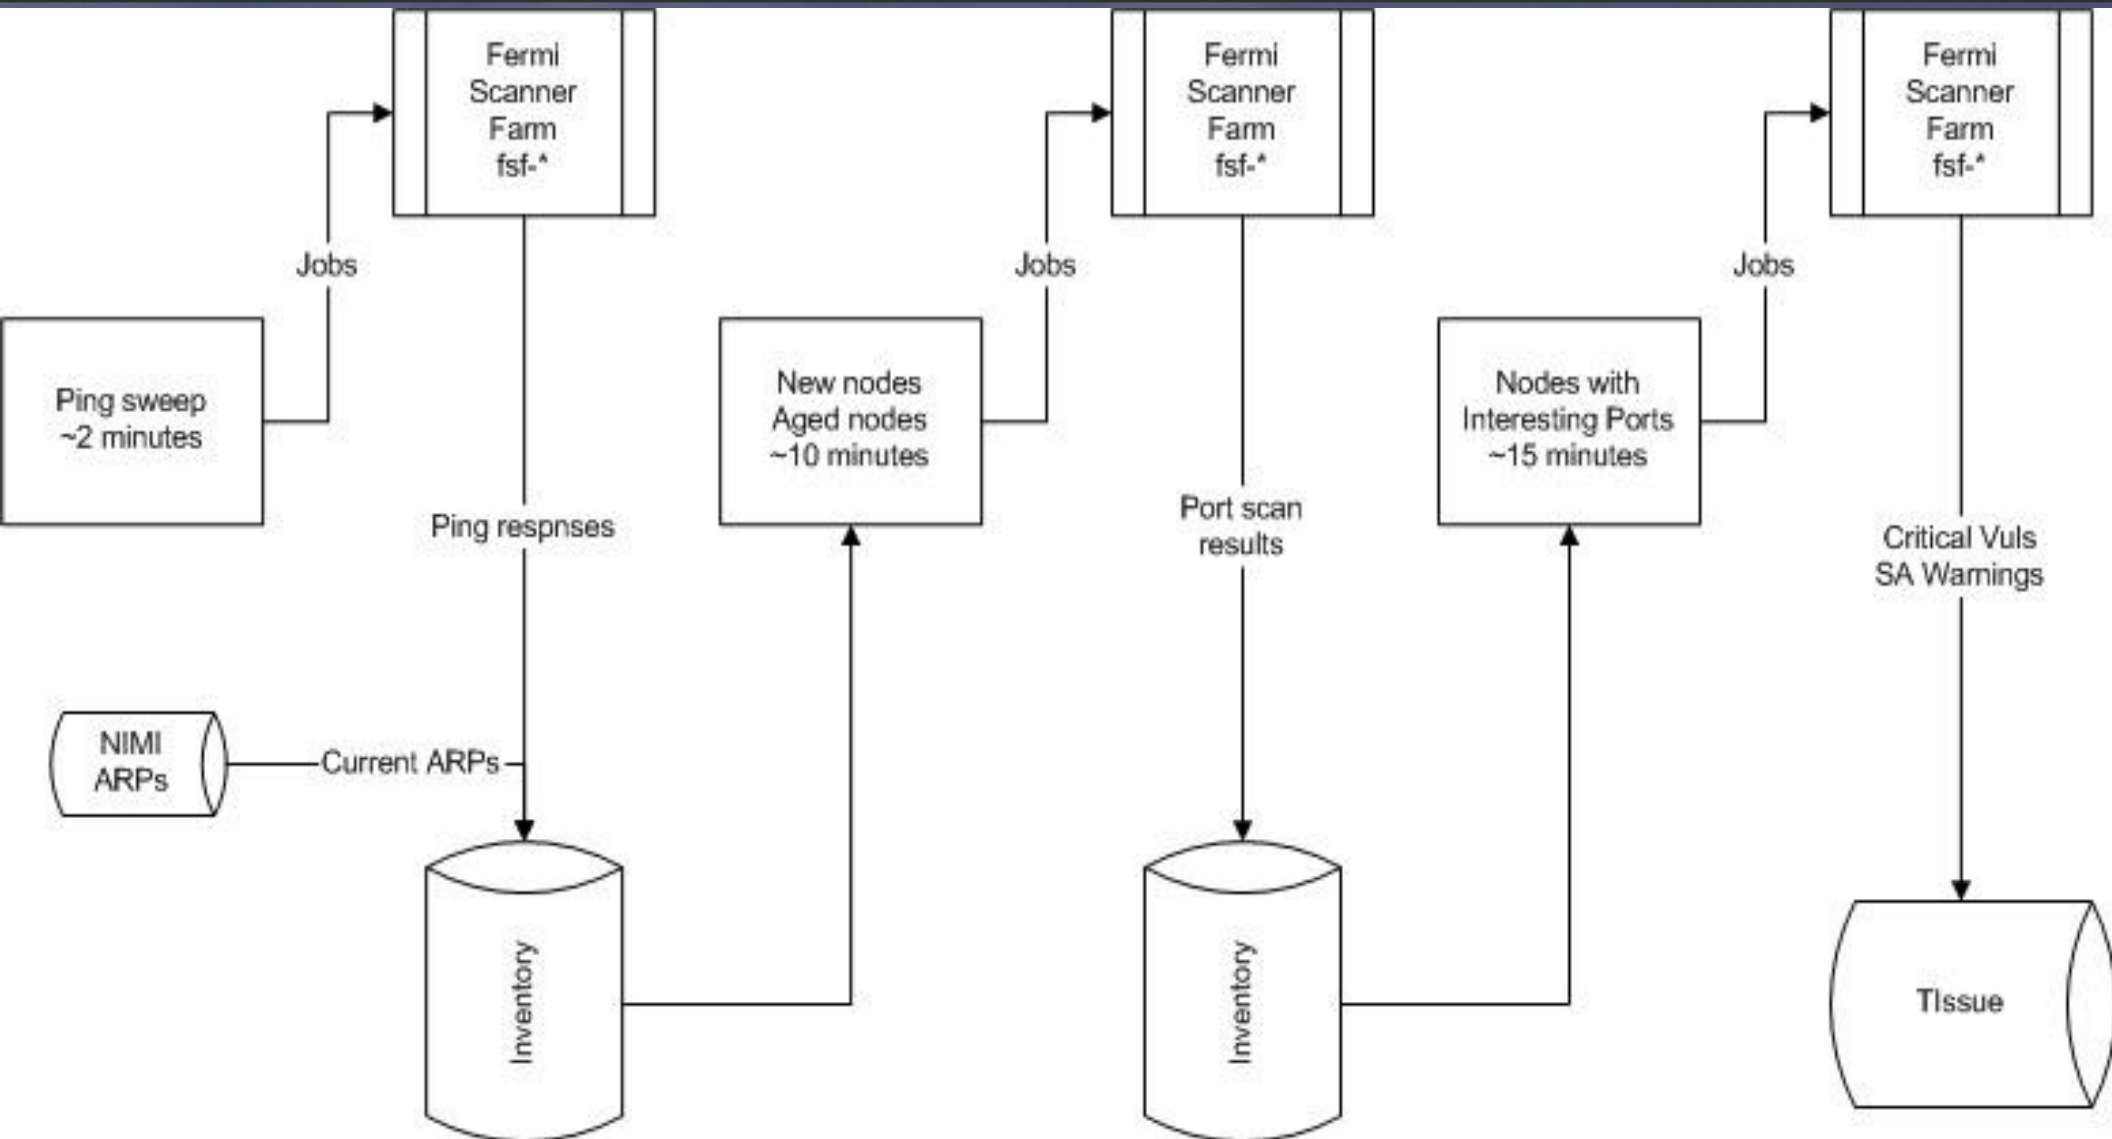 Fermi
Scanner
Farm
fsf-*
Fermi
Scanner
Farm
fsf-*
Fermi
Scanner
Farm
fsf-*
Jobs
Jobs
Jobs
Ping sweep
~2 minutes
New nodes
Aged nodes
~10 minutes
Nodes with
Interesting Ports
~15 minutes
Ping respnses
Port scan
results
Critical Vuls
SA Warnings
NIMI
ARPs
Current ARPs
Inventory
Inventory
TIssue